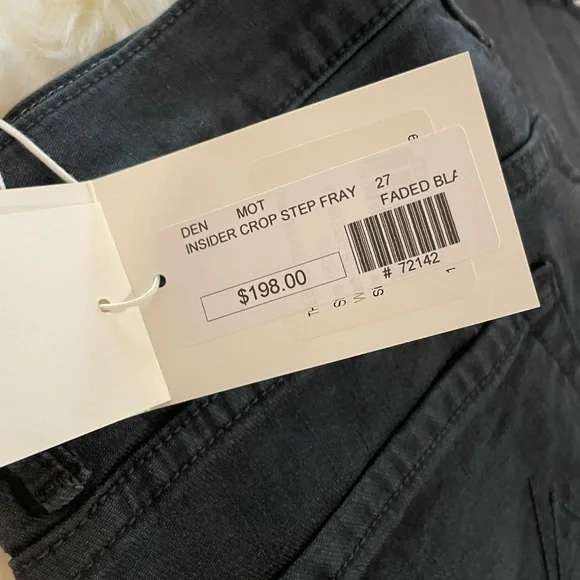 DEN MOT 27
INSIDER CROP STEP FRAY FADED BLA
$198.00
# 72142